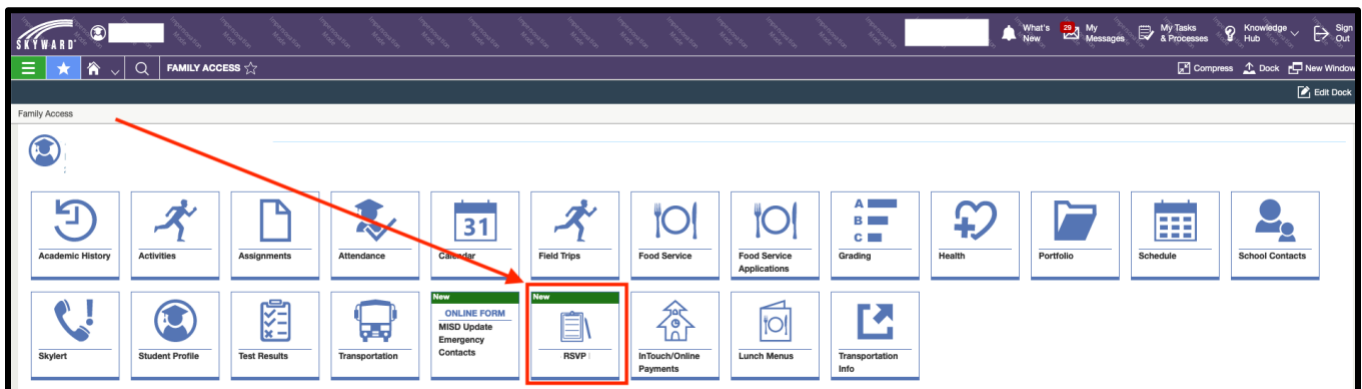 SKYWARD
What's New
29
My Messages
My Tasks & Processes
Knowledge Hub
Sign Out
FAMILY ACCESS
Compress
Dock
New Window
Edit Dock
Family Access
Academic History
Activities
Assignments
Attendance
31
Calendar
Field Trips
Food Service
Food Service
Applications
A
B
C
Grading
Health
Portfolio
Schedule
School Contacts
Skylert
Student Profile
Test Results
Transportation
New
ONLINE FORM
MISD Update
Emergency
Contacts
New
RSVP
InTouch/Online
Payments
Lunch Menus
Transportation
Info